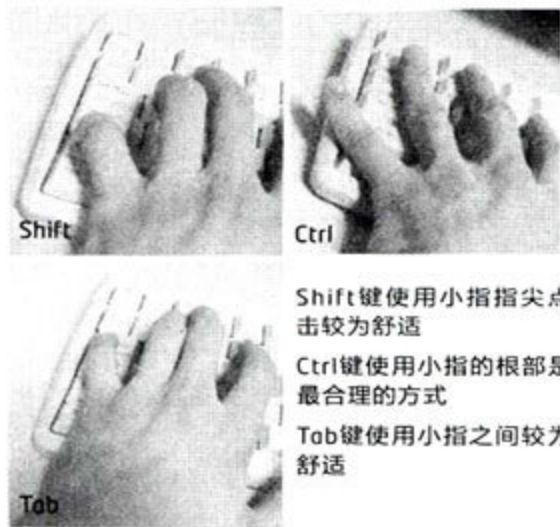 Shift
Ctrl
Tab
Shift键使用小指指尖点
击较为舒适
Ctrl键使用小指的根部是
最合理的方式
Tab键使用小指之间较为
舒适